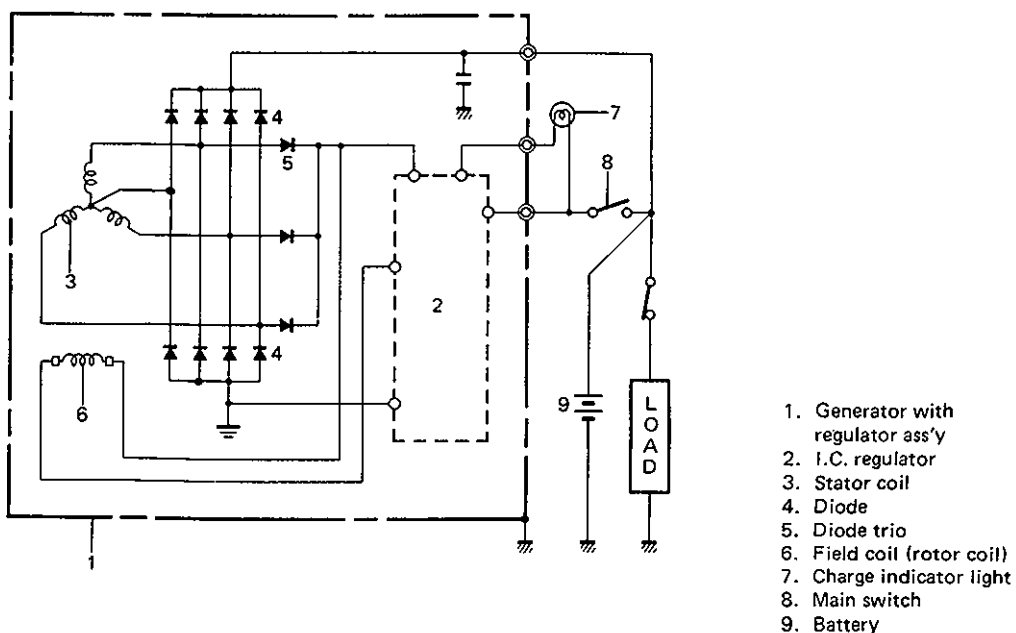 4
5
7
8
3
2
4
6
9
LOAD
1
1. Generator with
regulator ass'y
2. I.C. regulator
3. Stator coil
4. Diode
5. Diode trio
6. Field coil (rotor coil)
7. Charge indicator light
8. Main switch
9. Battery